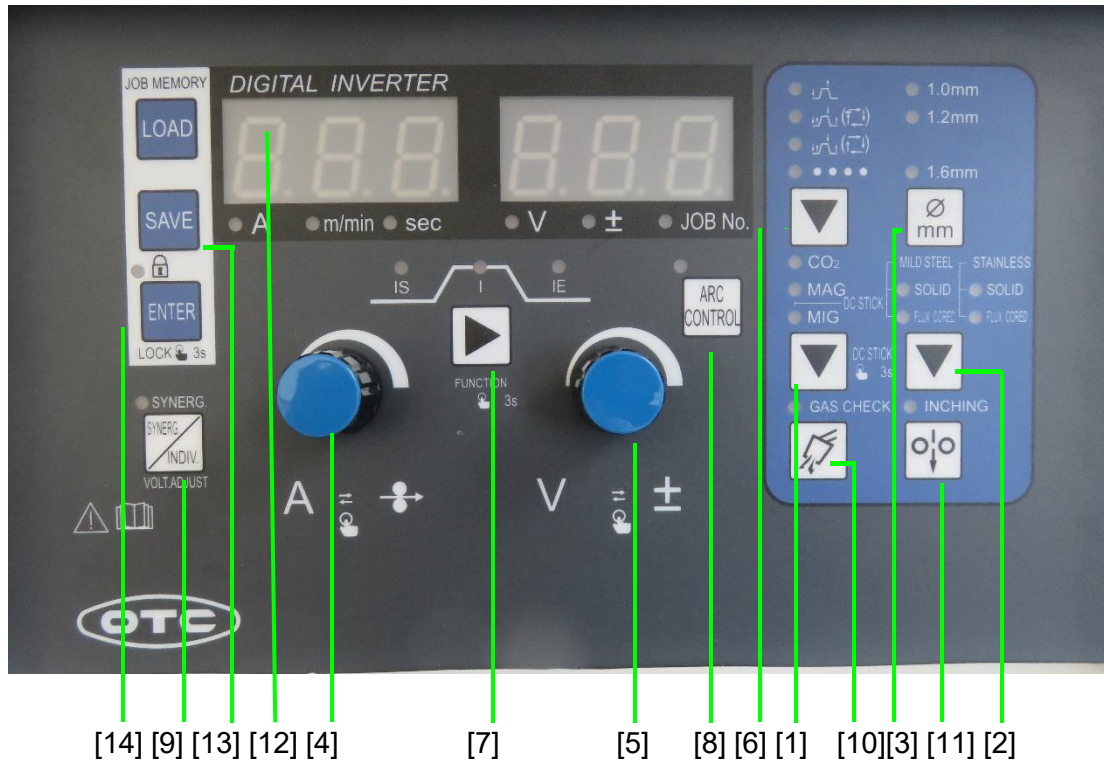 JOB MEMORY
DIGITAL INVERTER
LOAD
SAVE
ENTER
LOCK 3s
A m/min sec
V ± JOB No.
IS I IE
FUNCTION
3s
ARC
CONTROL
SYNERG.
SYNERG.
INDIV.
VOLT.ADJUST
A
V ±
OTC
1.0mm
1.2mm
1.6mm
Ø
mm
CO2
MAG
MIG
DC STICK
MILD STEEL STAINLESS
SOLID SOLID
FLUX CORED FLUX CORED
DC STICK
3s
GAS CHECK INCHING
[14] [9] [13] [12] [4] [7] [5] [8] [6] [1] [10][3] [11] [2]